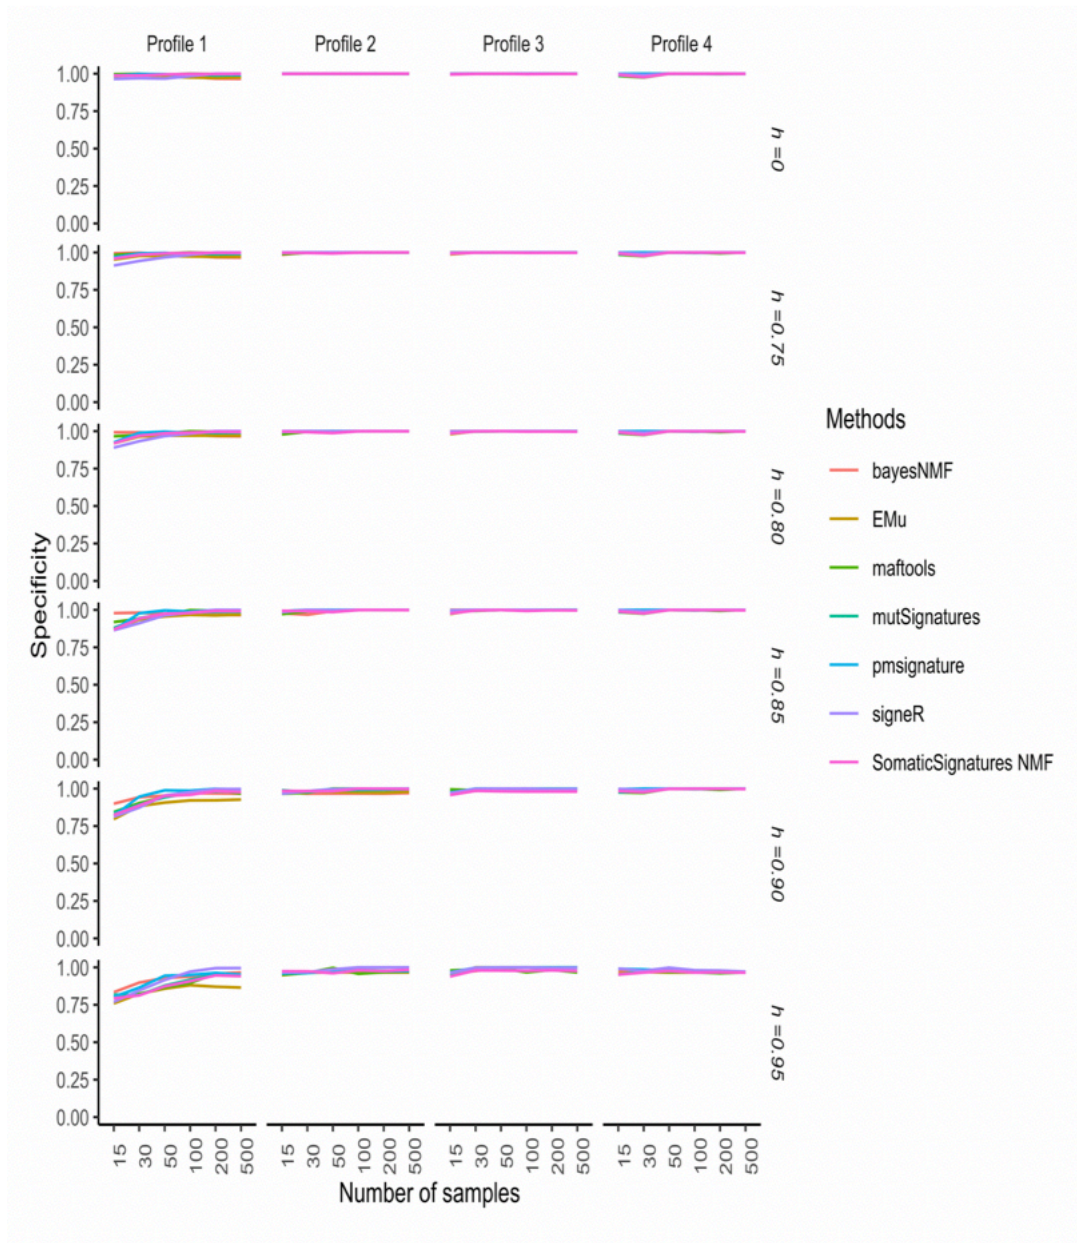 Profile 1 Profile 2 Profile 3 Profile 4
1.00
0.75
0.50
0.25
0.00
h =0
1.00
0.75
0.50
0.25
0.00
h =0.75
1.00
0.75
0.50
0.25
0.00
h =0.80
1.00
0.75
0.50
0.25
0.00
h =0.85
1.00
0.75
0.50
0.25
0.00
h =0.90
1.00
0.75
0.50
0.25
0.00
h =0.95
Specificity
15 30 50 100 200 500 15 30 50 100 200 500 15 30 50 100 200 500 15 30 50 100 200 500
Number of samples
Methods
bayesNMF
EMu
maftools
mutSignatures
pmsignature
signeR
SomaticSignatures NMF